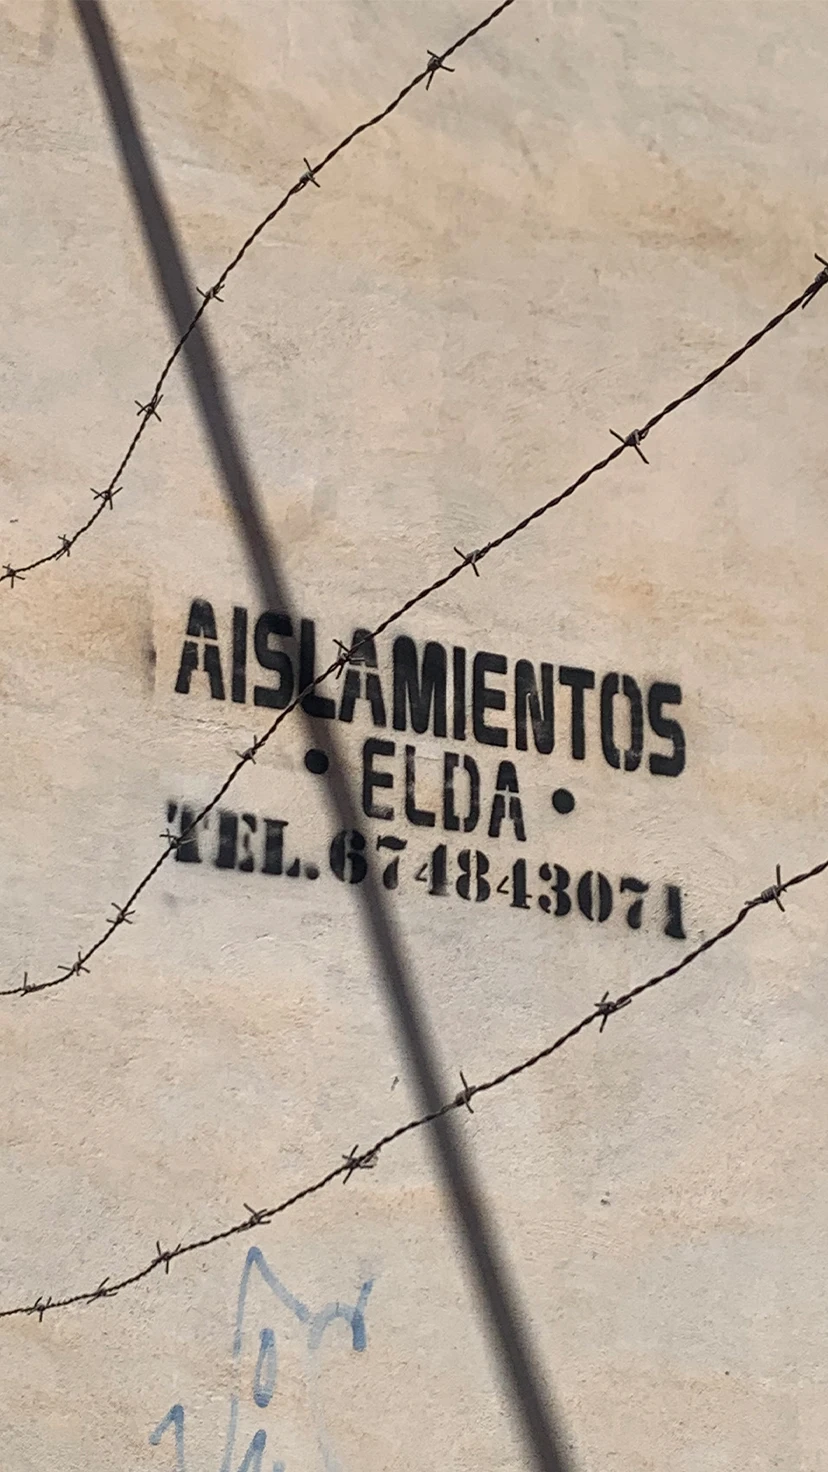 AISLAMIENTOS
• ELDA •
TEL. 674843071